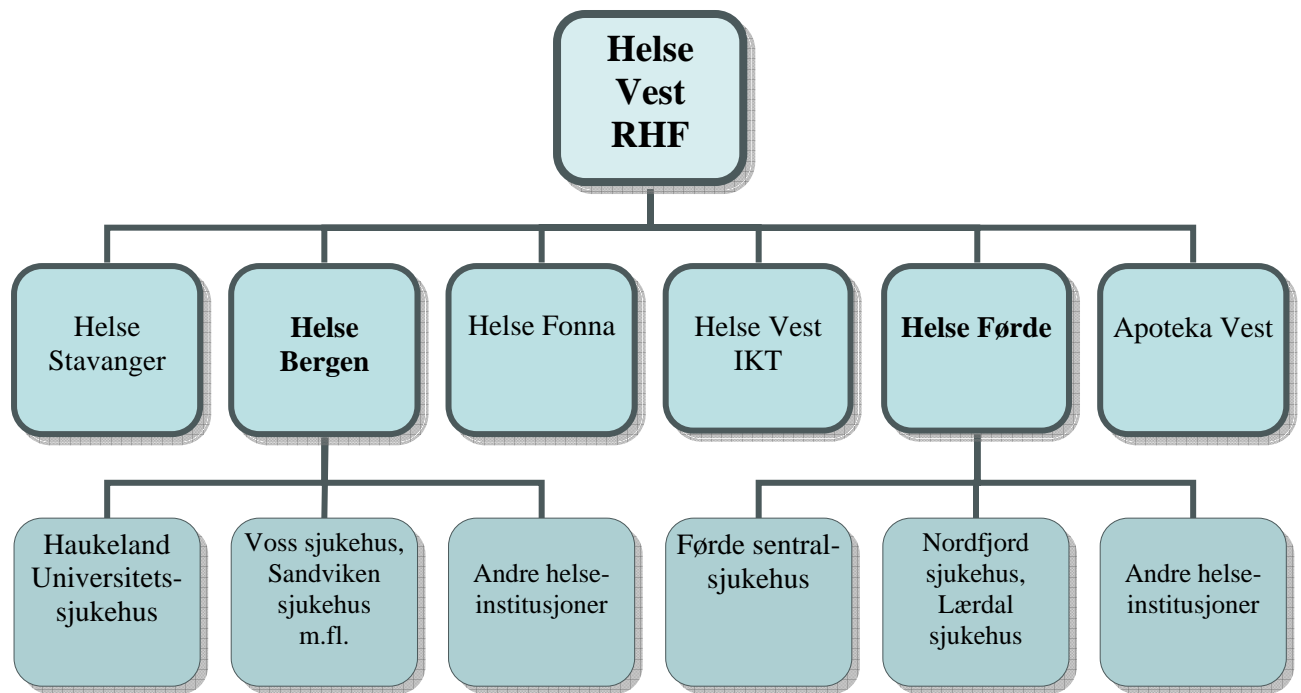 Helse
Vest
RHF
Helse
Stavanger
Helse
Bergen
Helse Fonna
Helse Vest
IKT
Helse Førde
Apoteka Vest
Haukeland
Universitets-
sjukehus
Voss sjukehus,
Sandviken
sjukehus
m.fl.
Andre helse-
institusjoner
Førde sentral-
sjukehus
Nordfjord
sjukehus,
Lærdal
sjukehus
Andre helse-
institusjoner